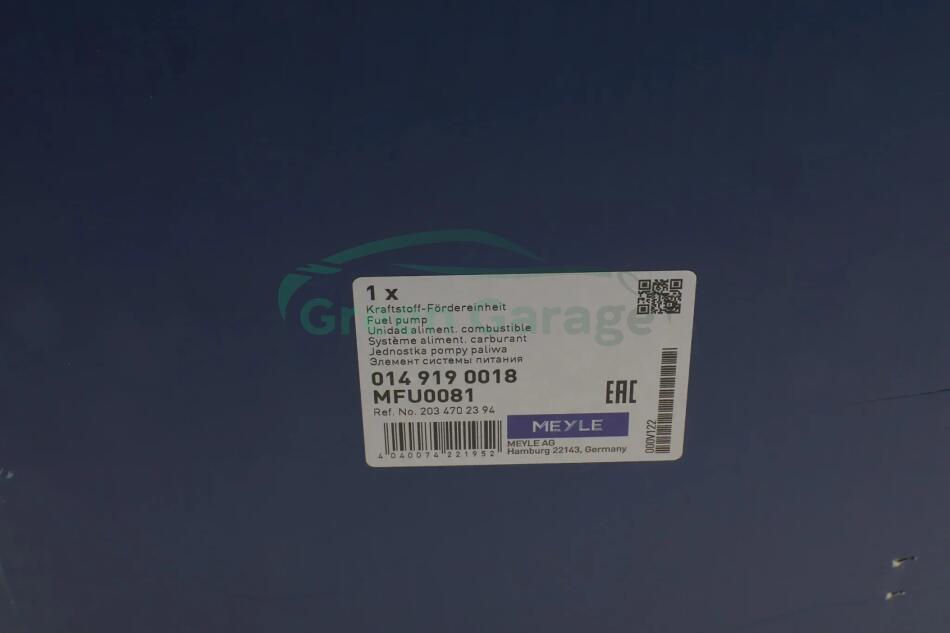 1 x
Kraftstoff-Fördereinheit
Fuel pump
Unidad aliment. combustible
Système aliment. carburant
Jednostka pompy paliwa
Элемент системы питания
014 919 0018
MFU0081
Ref. No. 203 470 23 94
EAC
MEYLE
MEYLE AG
Hamburg 22143, Germany
4 040074 221952
000V122
Green Garage